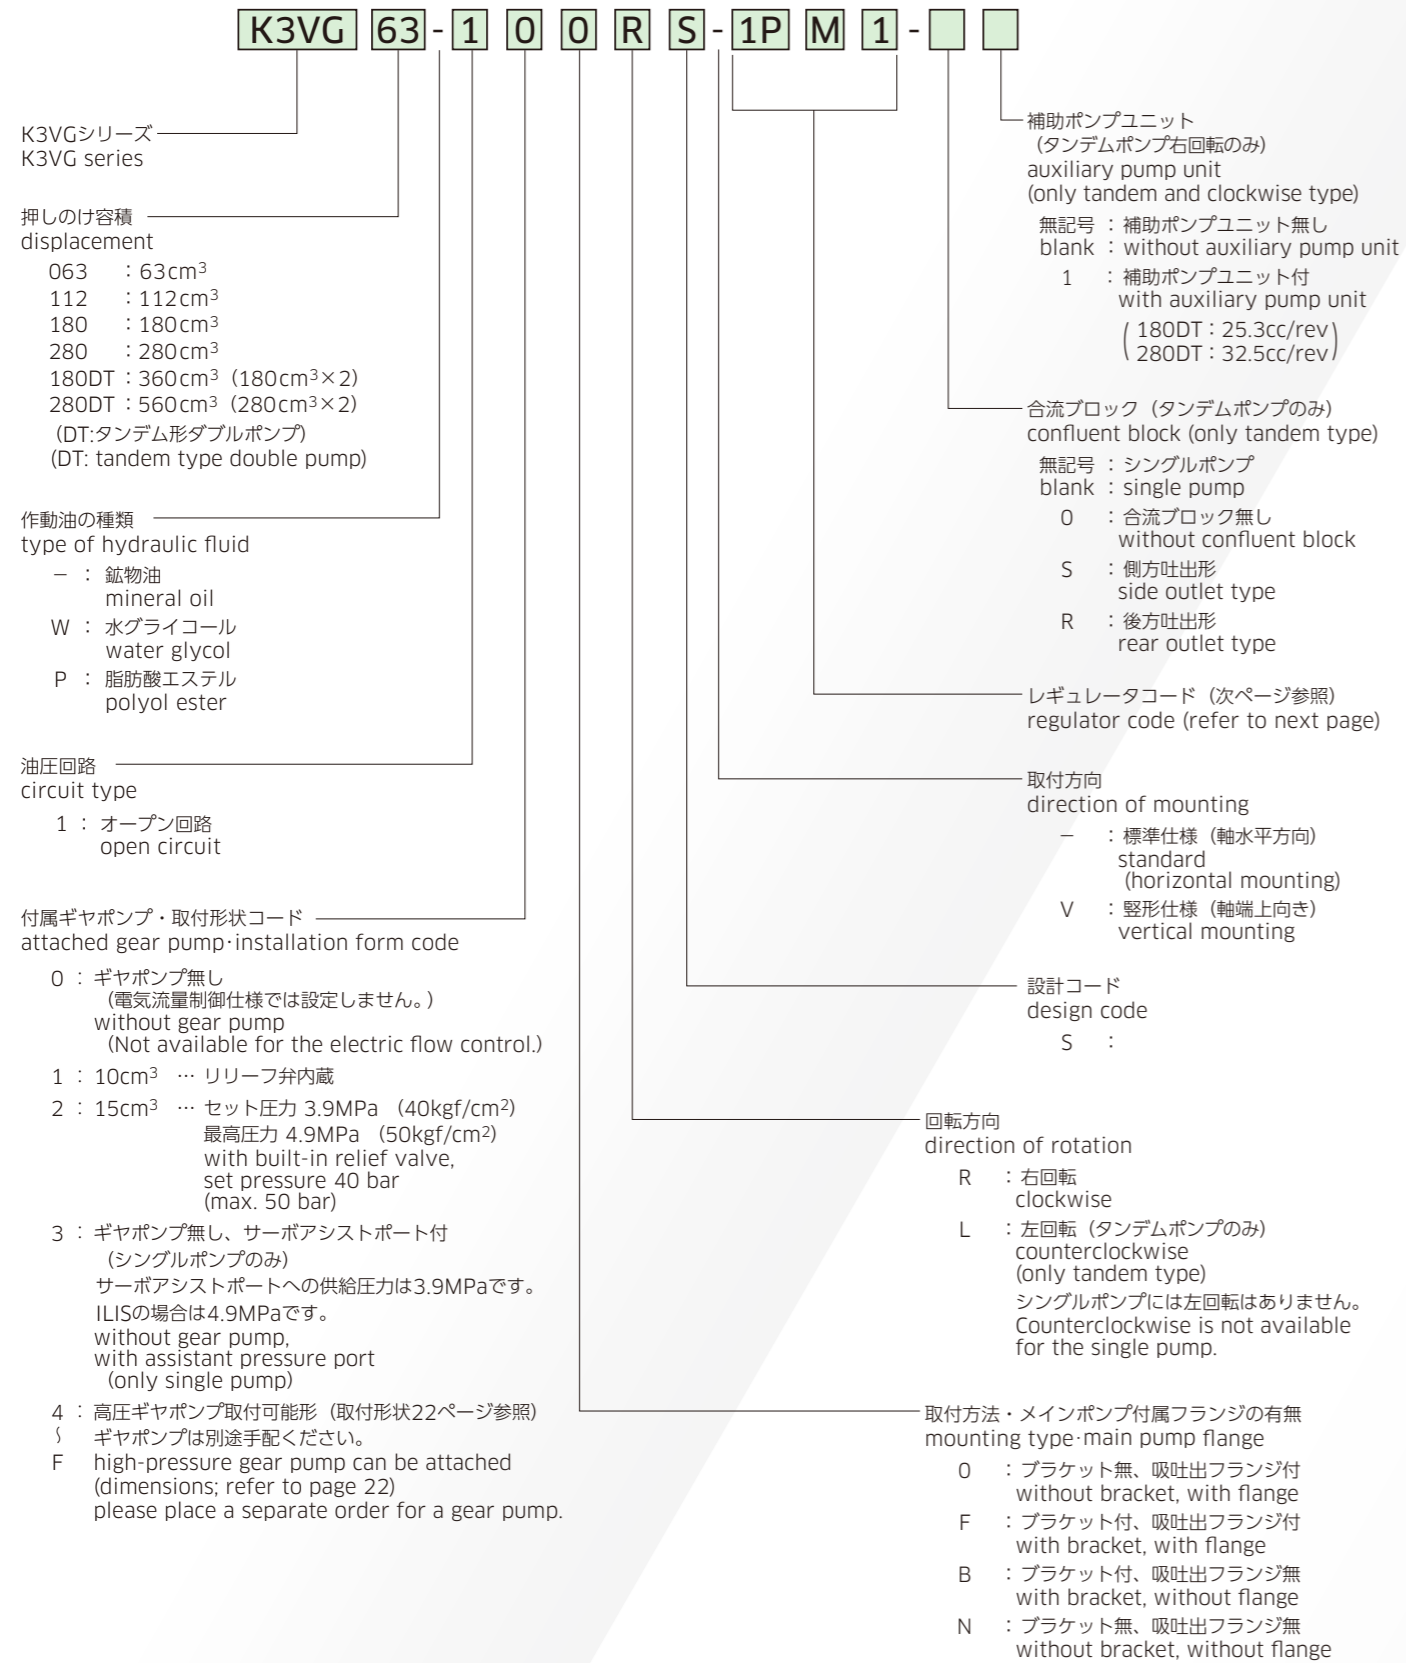 K3VG 63 - 1 0 0 R S - 1P M 1 -
K3VGシリーズ
K3VG series
押しのけ容積
displacement
063 ：63cm³
112 ：112cm³
180 ：180cm³
280 ：280cm³
180DT ：360cm³（180cm³×2）
280DT ：560cm³（280cm³×2）
（DT:タンデム形ダブルポンプ）
(DT: tandem type double pump)
作動油の種類
type of hydraulic fluid
－ ： 鉱物油
mineral oil
W ： 水グライコール
water glycol
P ： 脂肪酸エステル
polyol ester
油圧回路
circuit type
1 ： オープン回路
open circuit
付属ギヤポンプ・取付形状コード
attached gear pump·installation form code
0 ： ギヤポンプ無し
（電気流量制御仕様では設定しません。）
without gear pump
（Not available for the electric flow control.）
1 ： 10cm³ … リリーフ弁内蔵
2 ： 15cm³ … セット圧力 3.9MPa （40kgf/cm²）
最高圧力 4.9MPa （50kgf/cm²）
with built-in relief valve,
set pressure 40 bar
(max. 50 bar)
3 ： ギヤポンプ無し、サーボアシストポート付
（シングルポンプのみ）
サーボアシストポートへの供給圧力は3.9MPaです。
ILISの場合は4.9MPaです。
without gear pump,
with assistant pressure port
（only single pump）
4 ： 高圧ギヤポンプ取付可能形（取付形状22ページ参照）
〜 ギヤポンプは別途手配ください。
F high-pressure gear pump can be attached
(dimensions; refer to page 22)
please place a separate order for a gear pump.
補助ポンプユニット
（タンデムポンプ右回転のみ）
auxiliary pump unit
(only tandem and clockwise type)
無記号 ：補助ポンプユニット無し
blank ：without auxiliary pump unit
1 ：補助ポンプユニット付
with auxiliary pump unit
( 180DT：25.3cc/rev
280DT：32.5cc/rev )
合流ブロック（タンデムポンプのみ）
confluent block (only tandem type)
無記号 ：シングルポンプ
blank ：single pump
0 ：合流ブロック無し
without confluent block
S ：側方吐出形
side outlet type
R ：後方吐出形
rear outlet type
レギュレータコード（次ページ参照）
regulator code (refer to next page)
取付方向
direction of mounting
－ ：標準仕様（軸水平方向）
standard
(horizontal mounting)
V ：竪形仕様（軸端上向き）
vertical mounting
設計コード
design code
S ：
回転方向
direction of rotation
R ：右回転
clockwise
L ：左回転（タンデムポンプのみ）
counterclockwise
(only tandem type)
シングルポンプには左回転はありません。
Counterclockwise is not available
for the single pump.
取付方法・メインポンプ付属フランジの有無
mounting type·main pump flange
0 ：ブラケット無、吸吐出フランジ付
without bracket, with flange
F ：ブラケット付、吸吐出フランジ付
with bracket, with flange
B ：ブラケット付、吸吐出フランジ無
with bracket, without flange
N ：ブラケット無、吸吐出フランジ無
without bracket, without flange